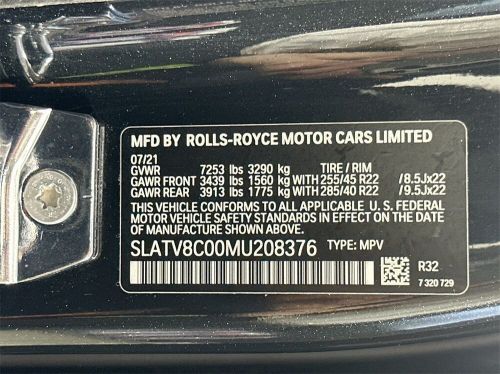 MFD BY ROLLS-ROYCE MOTOR CARS LIMITED
07/21
GVWR 7253 lbs 3290 kg TIRE / RIM
GAWR FRONT 3439 lbs 1560 kg WITH 255/45 R22 / 8.5Jx22
GAWR REAR 3913 lbs 1775 kg WITH 285/40 R22 / 9.5Jx22
THIS VEHICLE CONFORMS TO ALL APPLICABLE U. S. FEDERAL
MOTOR VEHICLE SAFETY STANDARDS IN EFFECT ON THE
DATE OF MANUFACTURE SHOWN ABOVE.
SLATV8C00MU208376 TYPE: MPV
R32
7 320 729